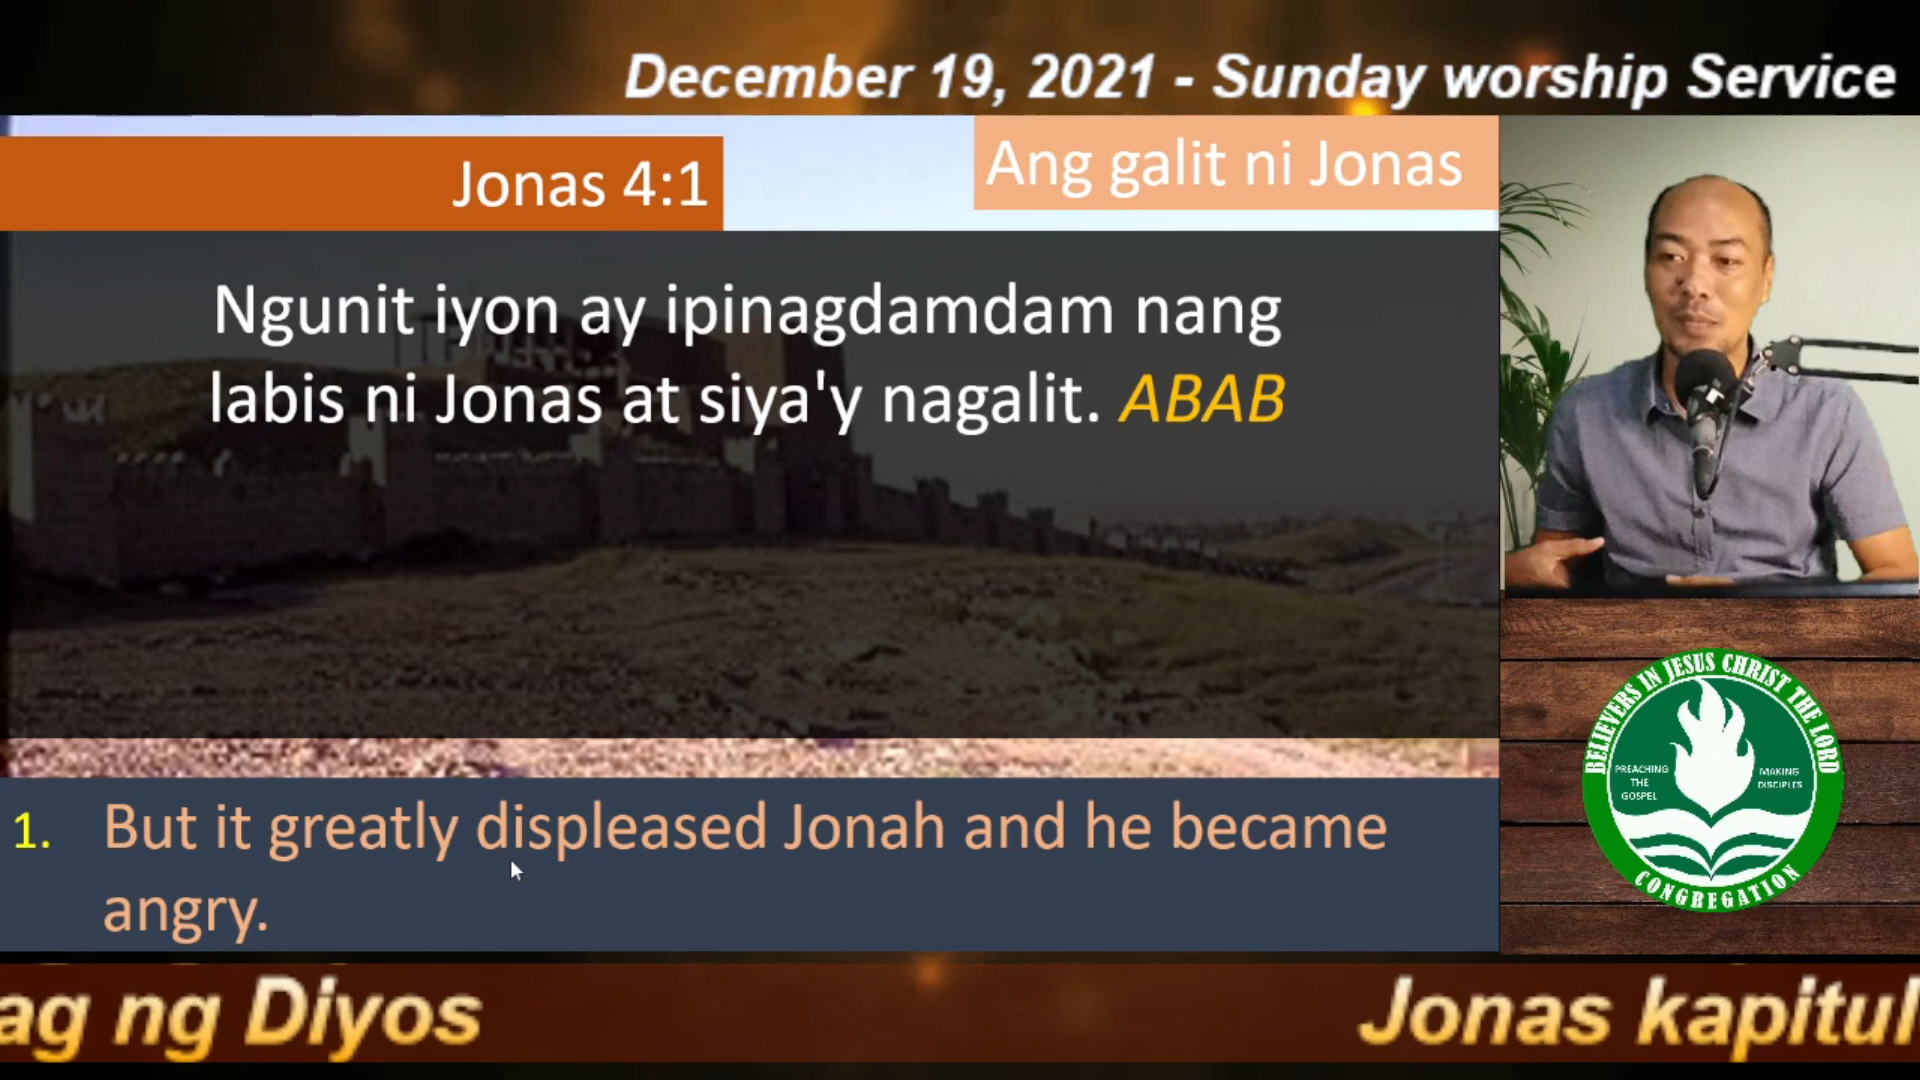 December 19, 2021 - Sunday worship Service
Jonas 4:1
Ang galit ni Jonas
Ngunit iyon ay ipinagdamdam nang
labis ni Jonas at siya'y nagalit. ABAB
1. But it greatly displeased Jonah and he became
angry.
BELIEVERS IN JESUS CHRIST THE LORD
PREACHING
THE
GOSPEL
MAKING
DISCIPLES
CONGREGATION
ag ng Diyos
Jonas kapitul